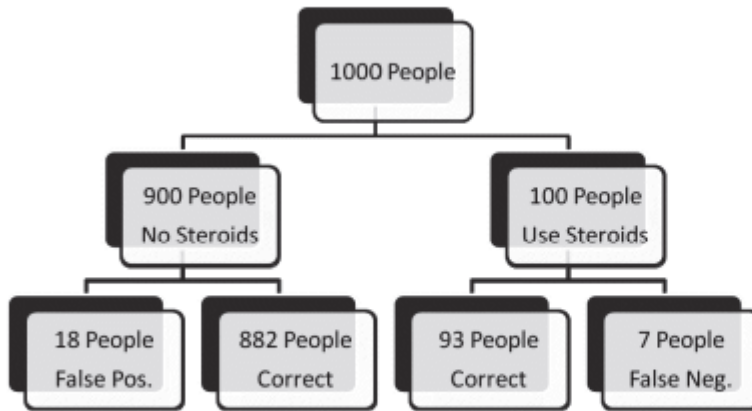 1000 People
900 People
No Steroids
100 People
Use Steroids
18 People
False Pos.
882 People
Correct
93 People
Correct
7 People
False Neg.